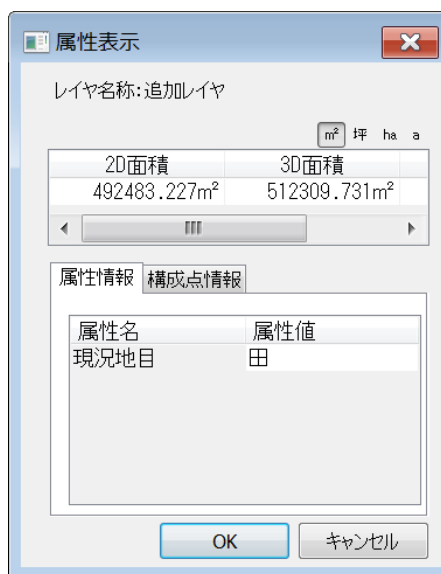 属性表示
レイヤ名称:追加レイヤ
m² 坪 ha a
2D面積 3D面積
492483.227m² 512309.731m²
属性情報 構成点情報
属性名 属性値
現況地目 田
OK キャンセル